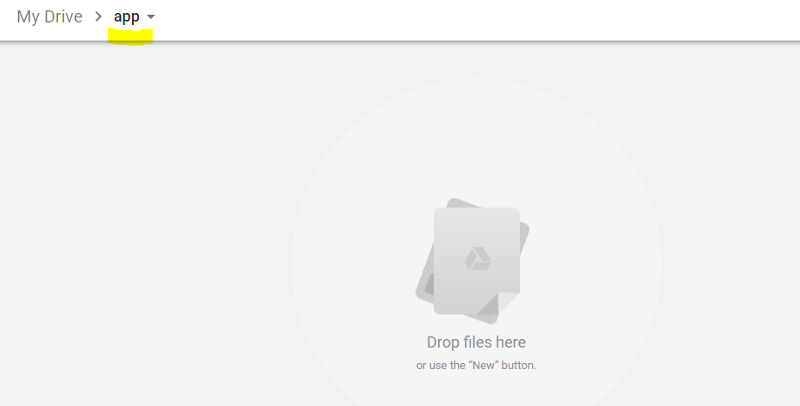 My Drive > app
Drop files here
or use the “New” button.